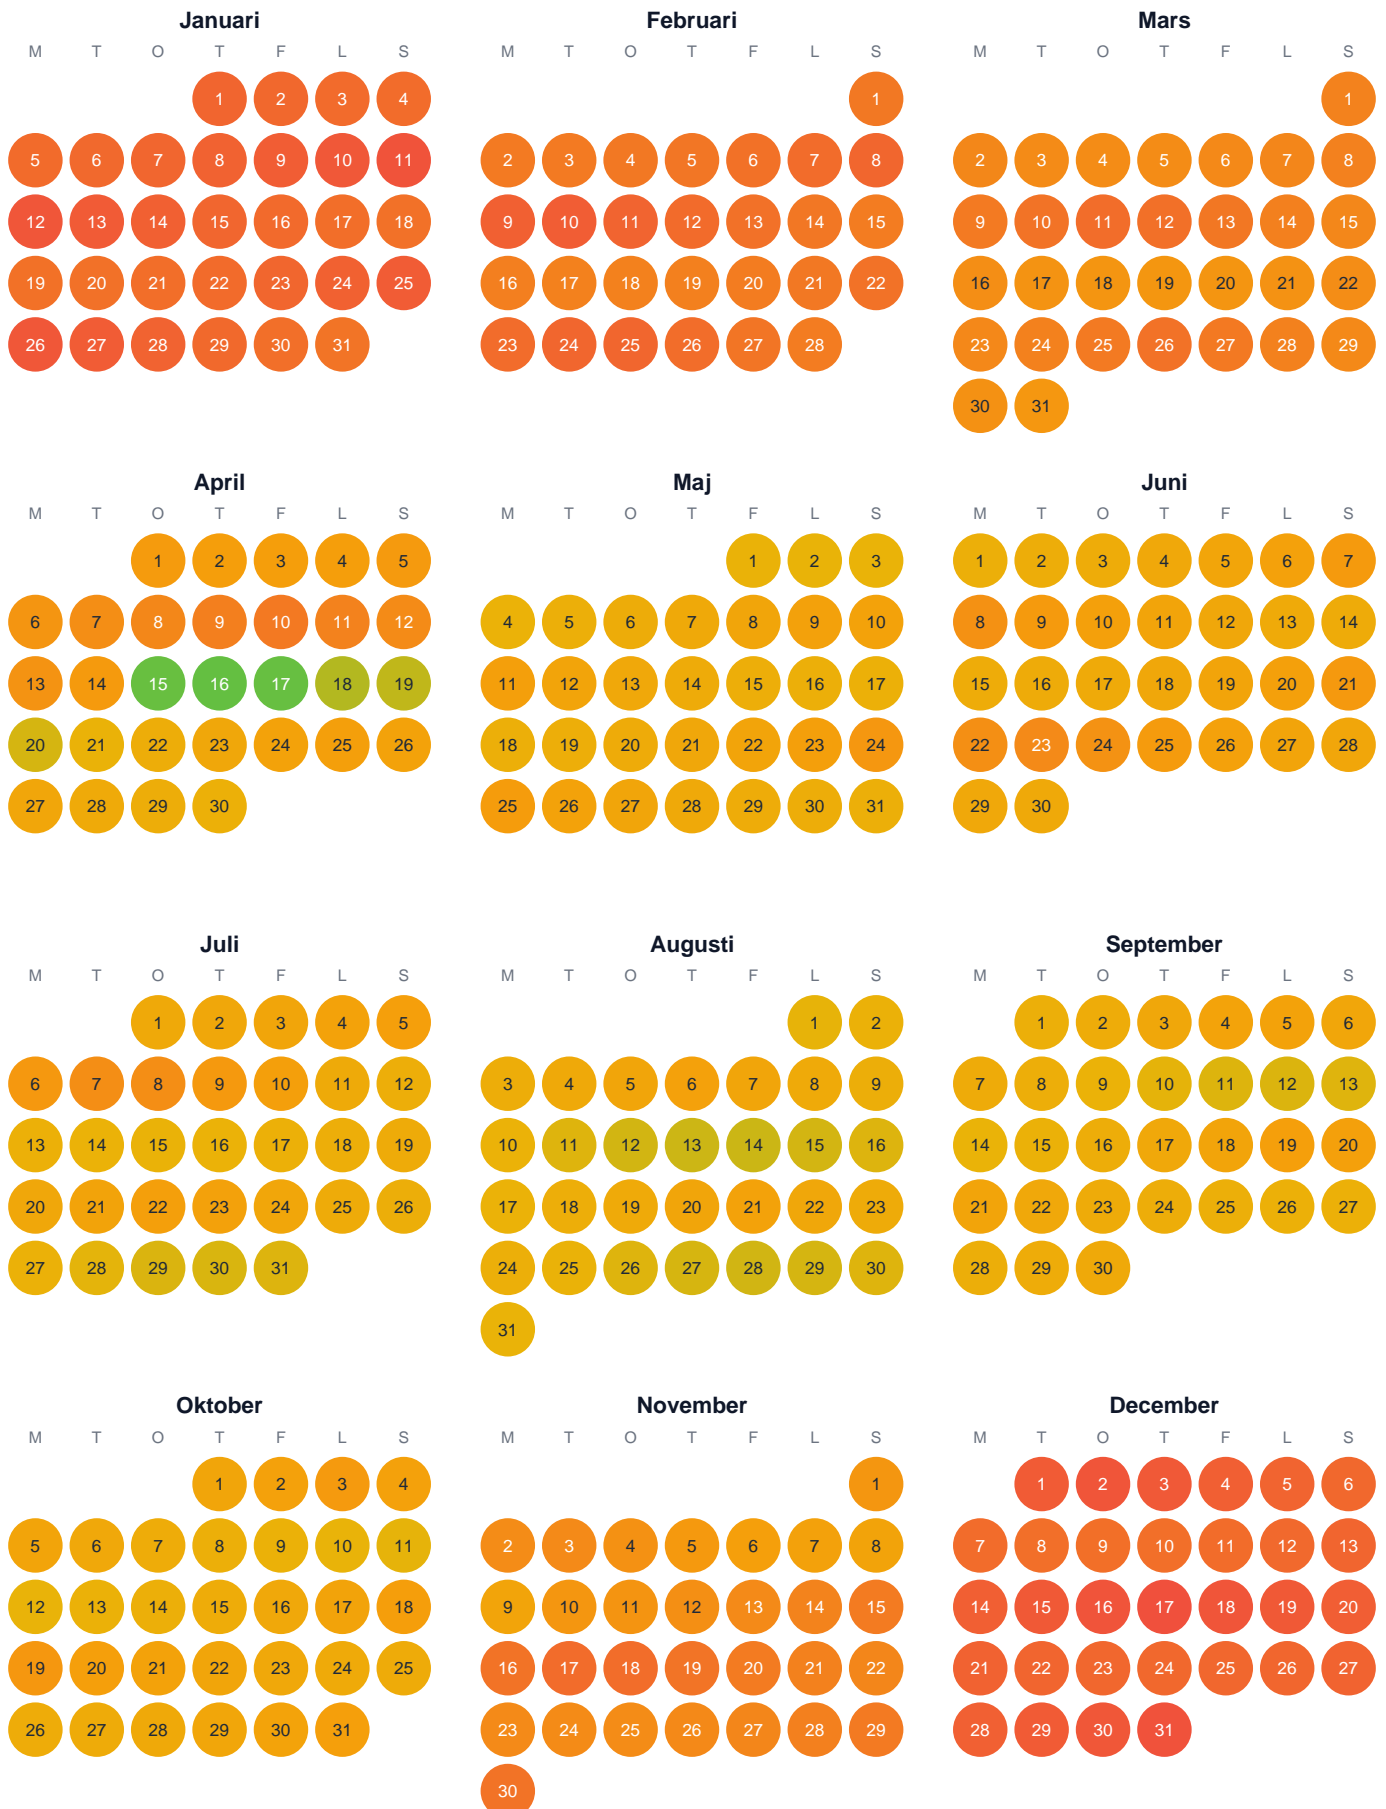 Januari
M T O T F L S
1 2 3 4
5 6 7 8 9 10 11
12 13 14 15 16 17 18
19 20 21 22 23 24 25
26 27 28 29 30 31
Februari
M T O T F L S
1
2 3 4 5 6 7 8
9 10 11 12 13 14 15
16 17 18 19 20 21 22
23 24 25 26 27 28
Mars
M T O T F L S
1
2 3 4 5 6 7 8
9 10 11 12 13 14 15
16 17 18 19 20 21 22
23 24 25 26 27 28 29
30 31
April
M T O T F L S
1 2 3 4 5
6 7 8 9 10 11 12
13 14 15 16 17 18 19
20 21 22 23 24 25 26
27 28 29 30
Maj
M T O T F L S
1 2 3
4 5 6 7 8 9 10
11 12 13 14 15 16 17
18 19 20 21 22 23 24
25 26 27 28 29 30 31
Juni
M T O T F L S
1 2 3 4 5 6 7
8 9 10 11 12 13 14
15 16 17 18 19 20 21
22 23 24 25 26 27 28
29 30
Juli
M T O T F L S
1 2 3 4 5
6 7 8 9 10 11 12
13 14 15 16 17 18 19
20 21 22 23 24 25 26
27 28 29 30 31
Augusti
M T O T F L S
1 2
3 4 5 6 7 8 9
10 11 12 13 14 15 16
17 18 19 20 21 22 23
24 25 26 27 28 29 30
31
September
M T O T F L S
1 2 3 4 5 6
7 8 9 10 11 12 13
14 15 16 17 18 19 20
21 22 23 24 25 26 27
28 29 30
Oktober
M T O T F L S
1 2 3 4
5 6 7 8 9 10 11
12 13 14 15 16 17 18
19 20 21 22 23 24 25
26 27 28 29 30 31
November
M T O T F L S
1
2 3 4 5 6 7 8
9 10 11 12 13 14 15
16 17 18 19 20 21 22
23 24 25 26 27 28 29
30
December
M T O T F L S
1 2 3 4 5 6
7 8 9 10 11 12 13
14 15 16 17 18 19 20
21 22 23 24 25 26 27
28 29 30 31